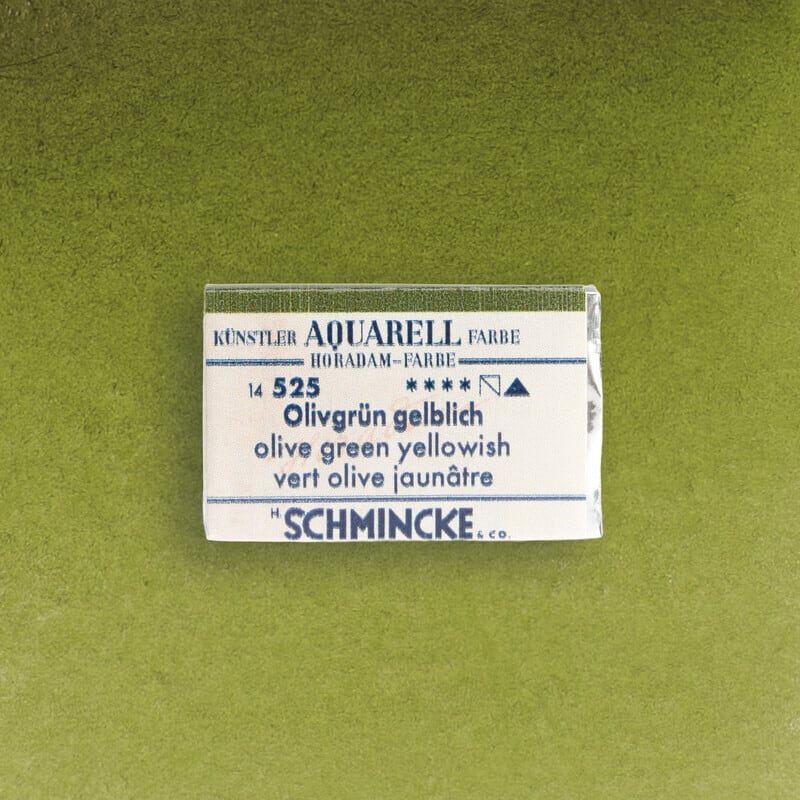 KÜNSTLER AQUARELL FARBE
HORADAM-FARBE
14 525 ****
Olivgrün gelblich
olive green yellowish
vert olive jaunâtre
H. SCHMINCKE & CO.